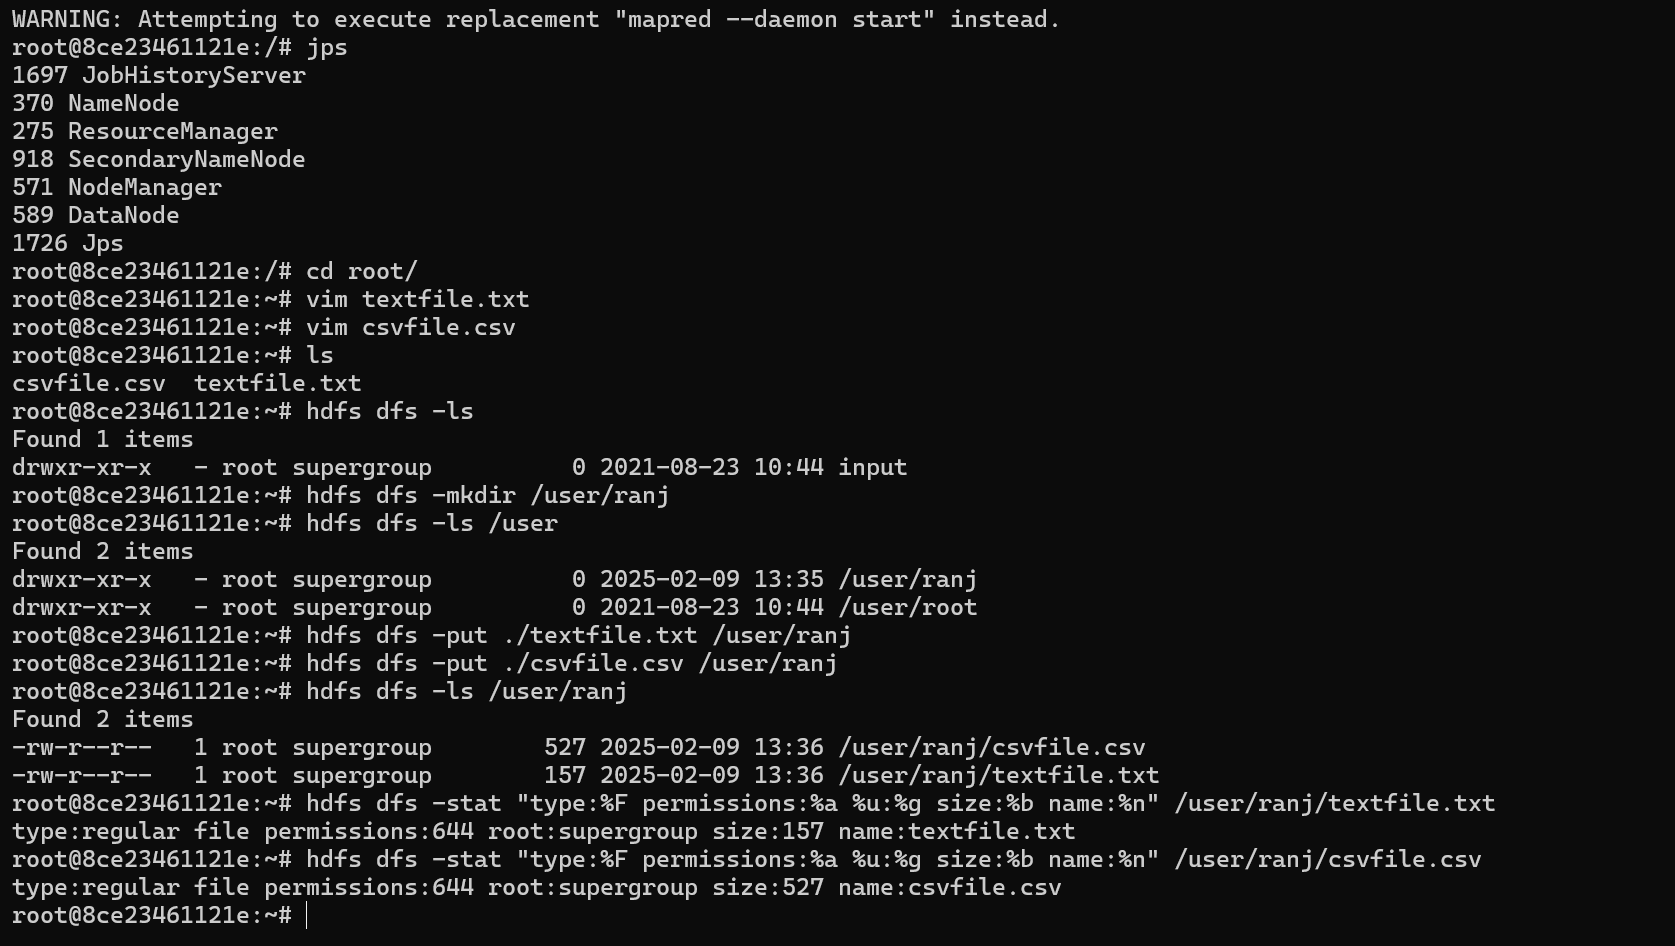 WARNING: Attempting to execute replacement "mapred --daemon start" instead.
root@8ce23461121e:/# jps
1697 JobHistoryServer
370 NameNode
275 ResourceManager
918 SecondaryNameNode
571 NodeManager
589 DataNode
1726 Jps
root@8ce23461121e:/# cd root/
root@8ce23461121e:~# vim textfile.txt
root@8ce23461121e:~# vim csvfile.csv
root@8ce23461121e:~# ls
csvfile.csv  textfile.txt
root@8ce23461121e:~# hdfs dfs -ls
Found 1 items
drwxr-xr-x   - root supergroup          0 2021-08-23 10:44 input
root@8ce23461121e:~# hdfs dfs -mkdir /user/ranj
root@8ce23461121e:~# hdfs dfs -ls /user
Found 2 items
drwxr-xr-x   - root supergroup          0 2025-02-09 13:35 /user/ranj
drwxr-xr-x   - root supergroup          0 2021-08-23 10:44 /user/root
root@8ce23461121e:~# hdfs dfs -put ./textfile.txt /user/ranj
root@8ce23461121e:~# hdfs dfs -put ./csvfile.csv /user/ranj
root@8ce23461121e:~# hdfs dfs -ls /user/ranj
Found 2 items
-rw-r--r--   1 root supergroup        527 2025-02-09 13:36 /user/ranj/csvfile.csv
-rw-r--r--   1 root supergroup        157 2025-02-09 13:36 /user/ranj/textfile.txt
root@8ce23461121e:~# hdfs dfs -stat "type:%F permissions:%a %u:%g size:%b name:%n" /user/ranj/textfile.txt
type:regular file permissions:644 root:supergroup size:157 name:textfile.txt
root@8ce23461121e:~# hdfs dfs -stat "type:%F permissions:%a %u:%g size:%b name:%n" /user/ranj/csvfile.csv
type:regular file permissions:644 root:supergroup size:527 name:csvfile.csv
root@8ce23461121e:~#